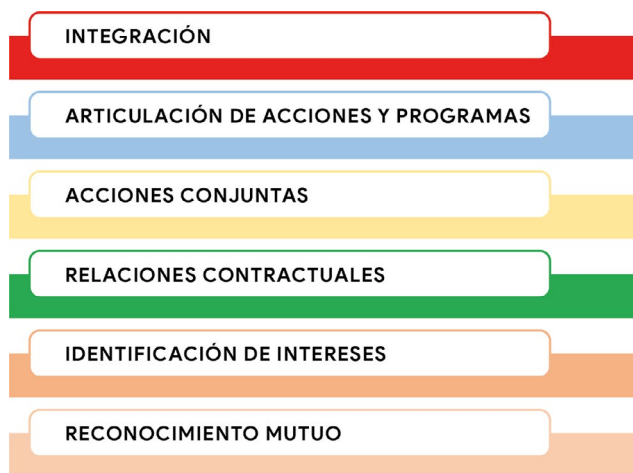 INTEGRACIÓN
ARTICULACIÓN DE ACCIONES Y PROGRAMAS
ACCIONES CONJUNTAS
RELACIONES CONTRACTUALES
IDENTIFICACIÓN DE INTERESES
RECONOCIMIENTO MUTUO